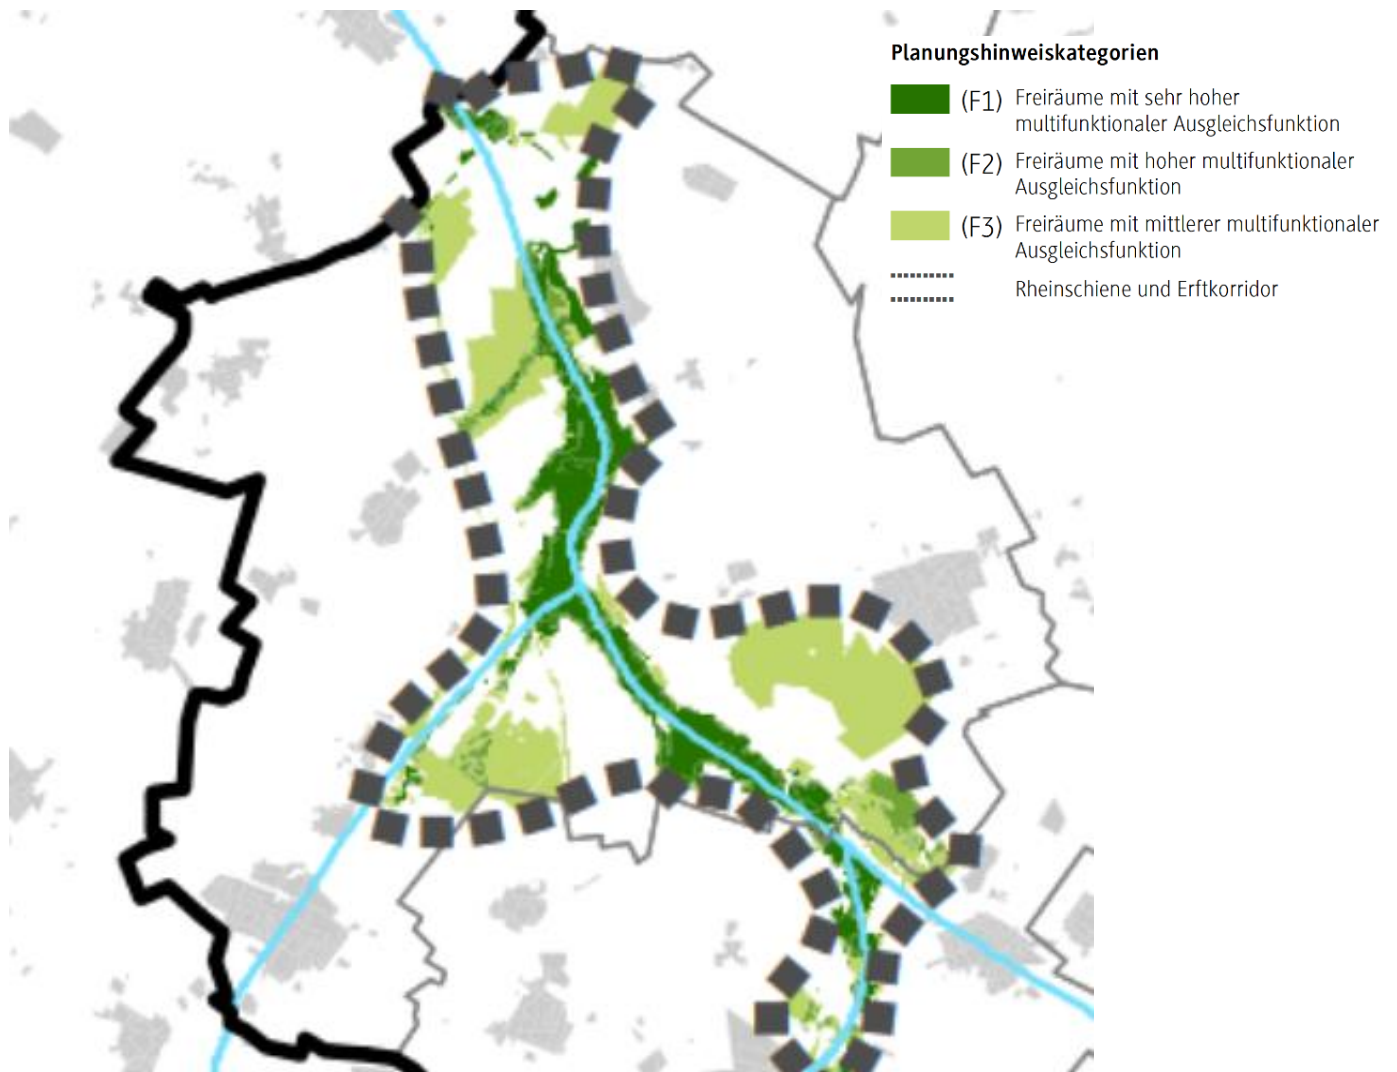 Planungshinweiskategorien
(F1) Freiräume mit sehr hoher
multifunktionaler Ausgleichsfunktion
(F2) Freiräume mit hoher multifunktionaler
Ausgleichsfunktion
(F3) Freiräume mit mittlerer multifunktionaler
Ausgleichsfunktion
Rheinschiene und Erftkorridor